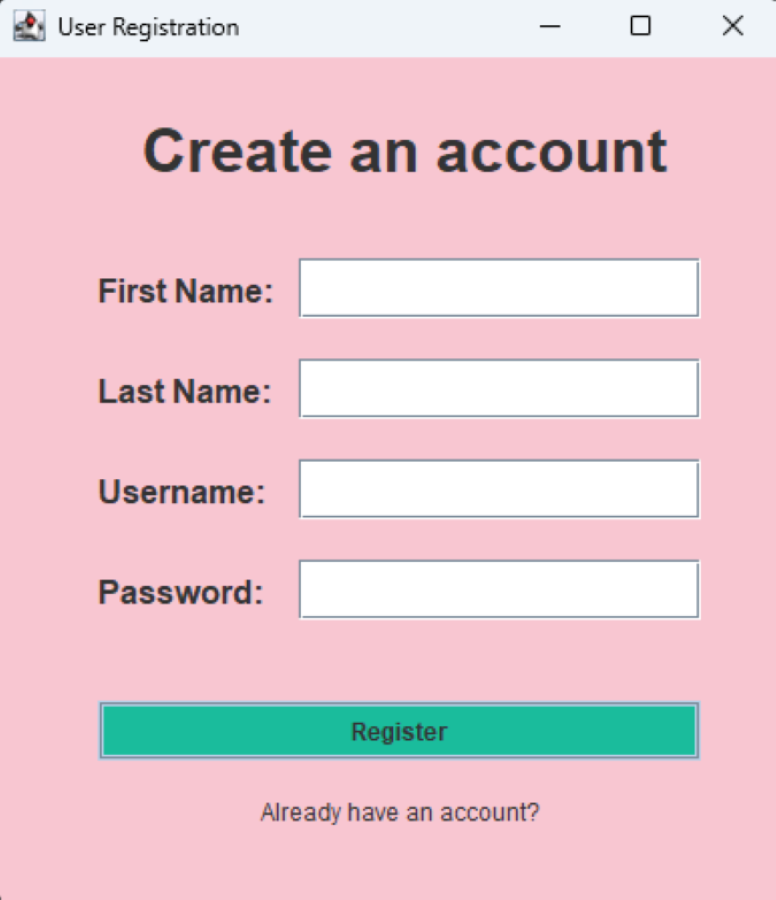 User Registration
Create an account
First Name:
Last Name:
Username:
Password:
Register
Already have an account?